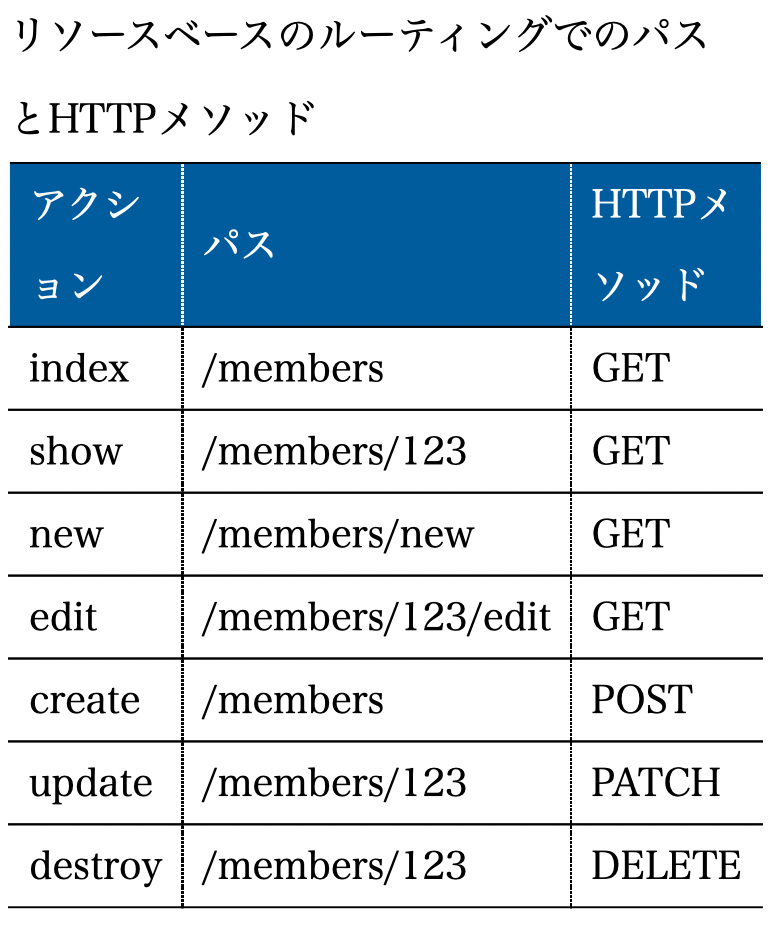 リソースベースのルーティングでのパス
とHTTPメソッド
アクション パス HTTPメソッド
index /members GET
show /members/123 GET
new /members/new GET
edit /members/123/edit GET
create /members POST
update /members/123 PATCH
destroy /members/123 DELETE